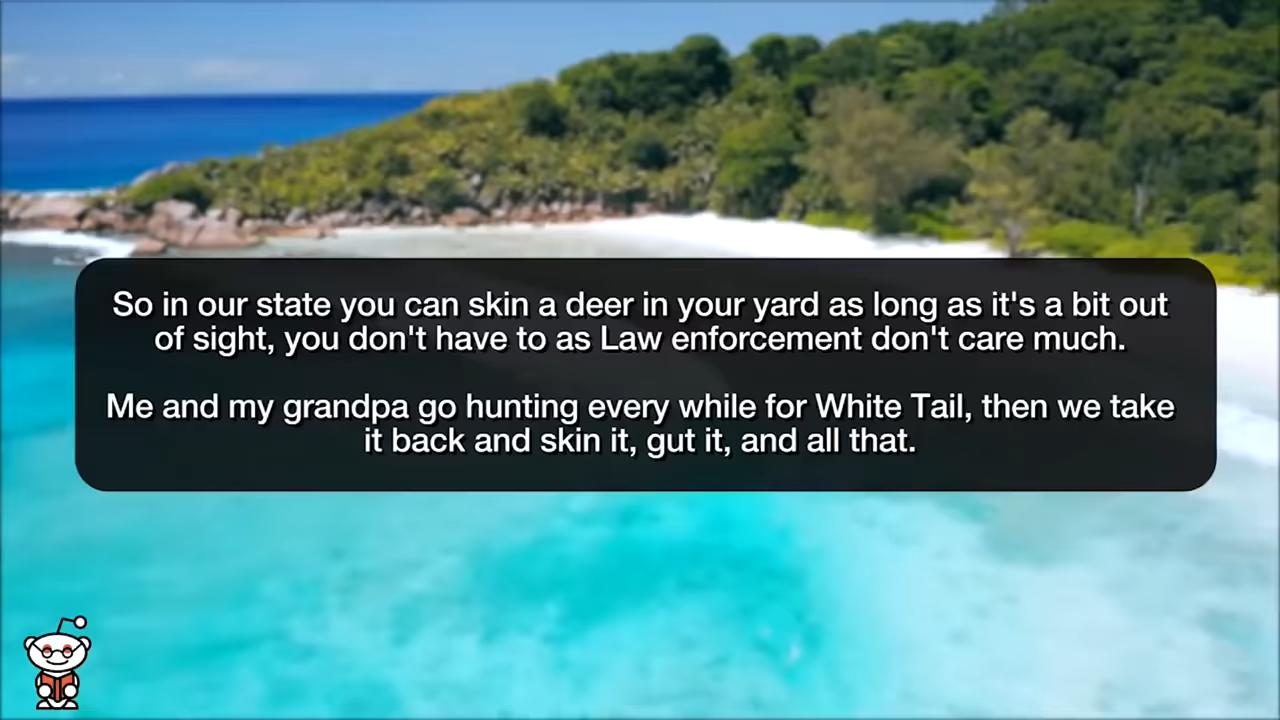 So in our state you can skin a deer in your yard as long as it's a bit out
of sight, you don't have to as Law enforcement don't care much.
Me and my grandpa go hunting every while for White Tail, then we take
it back and skin it, gut it, and all that.